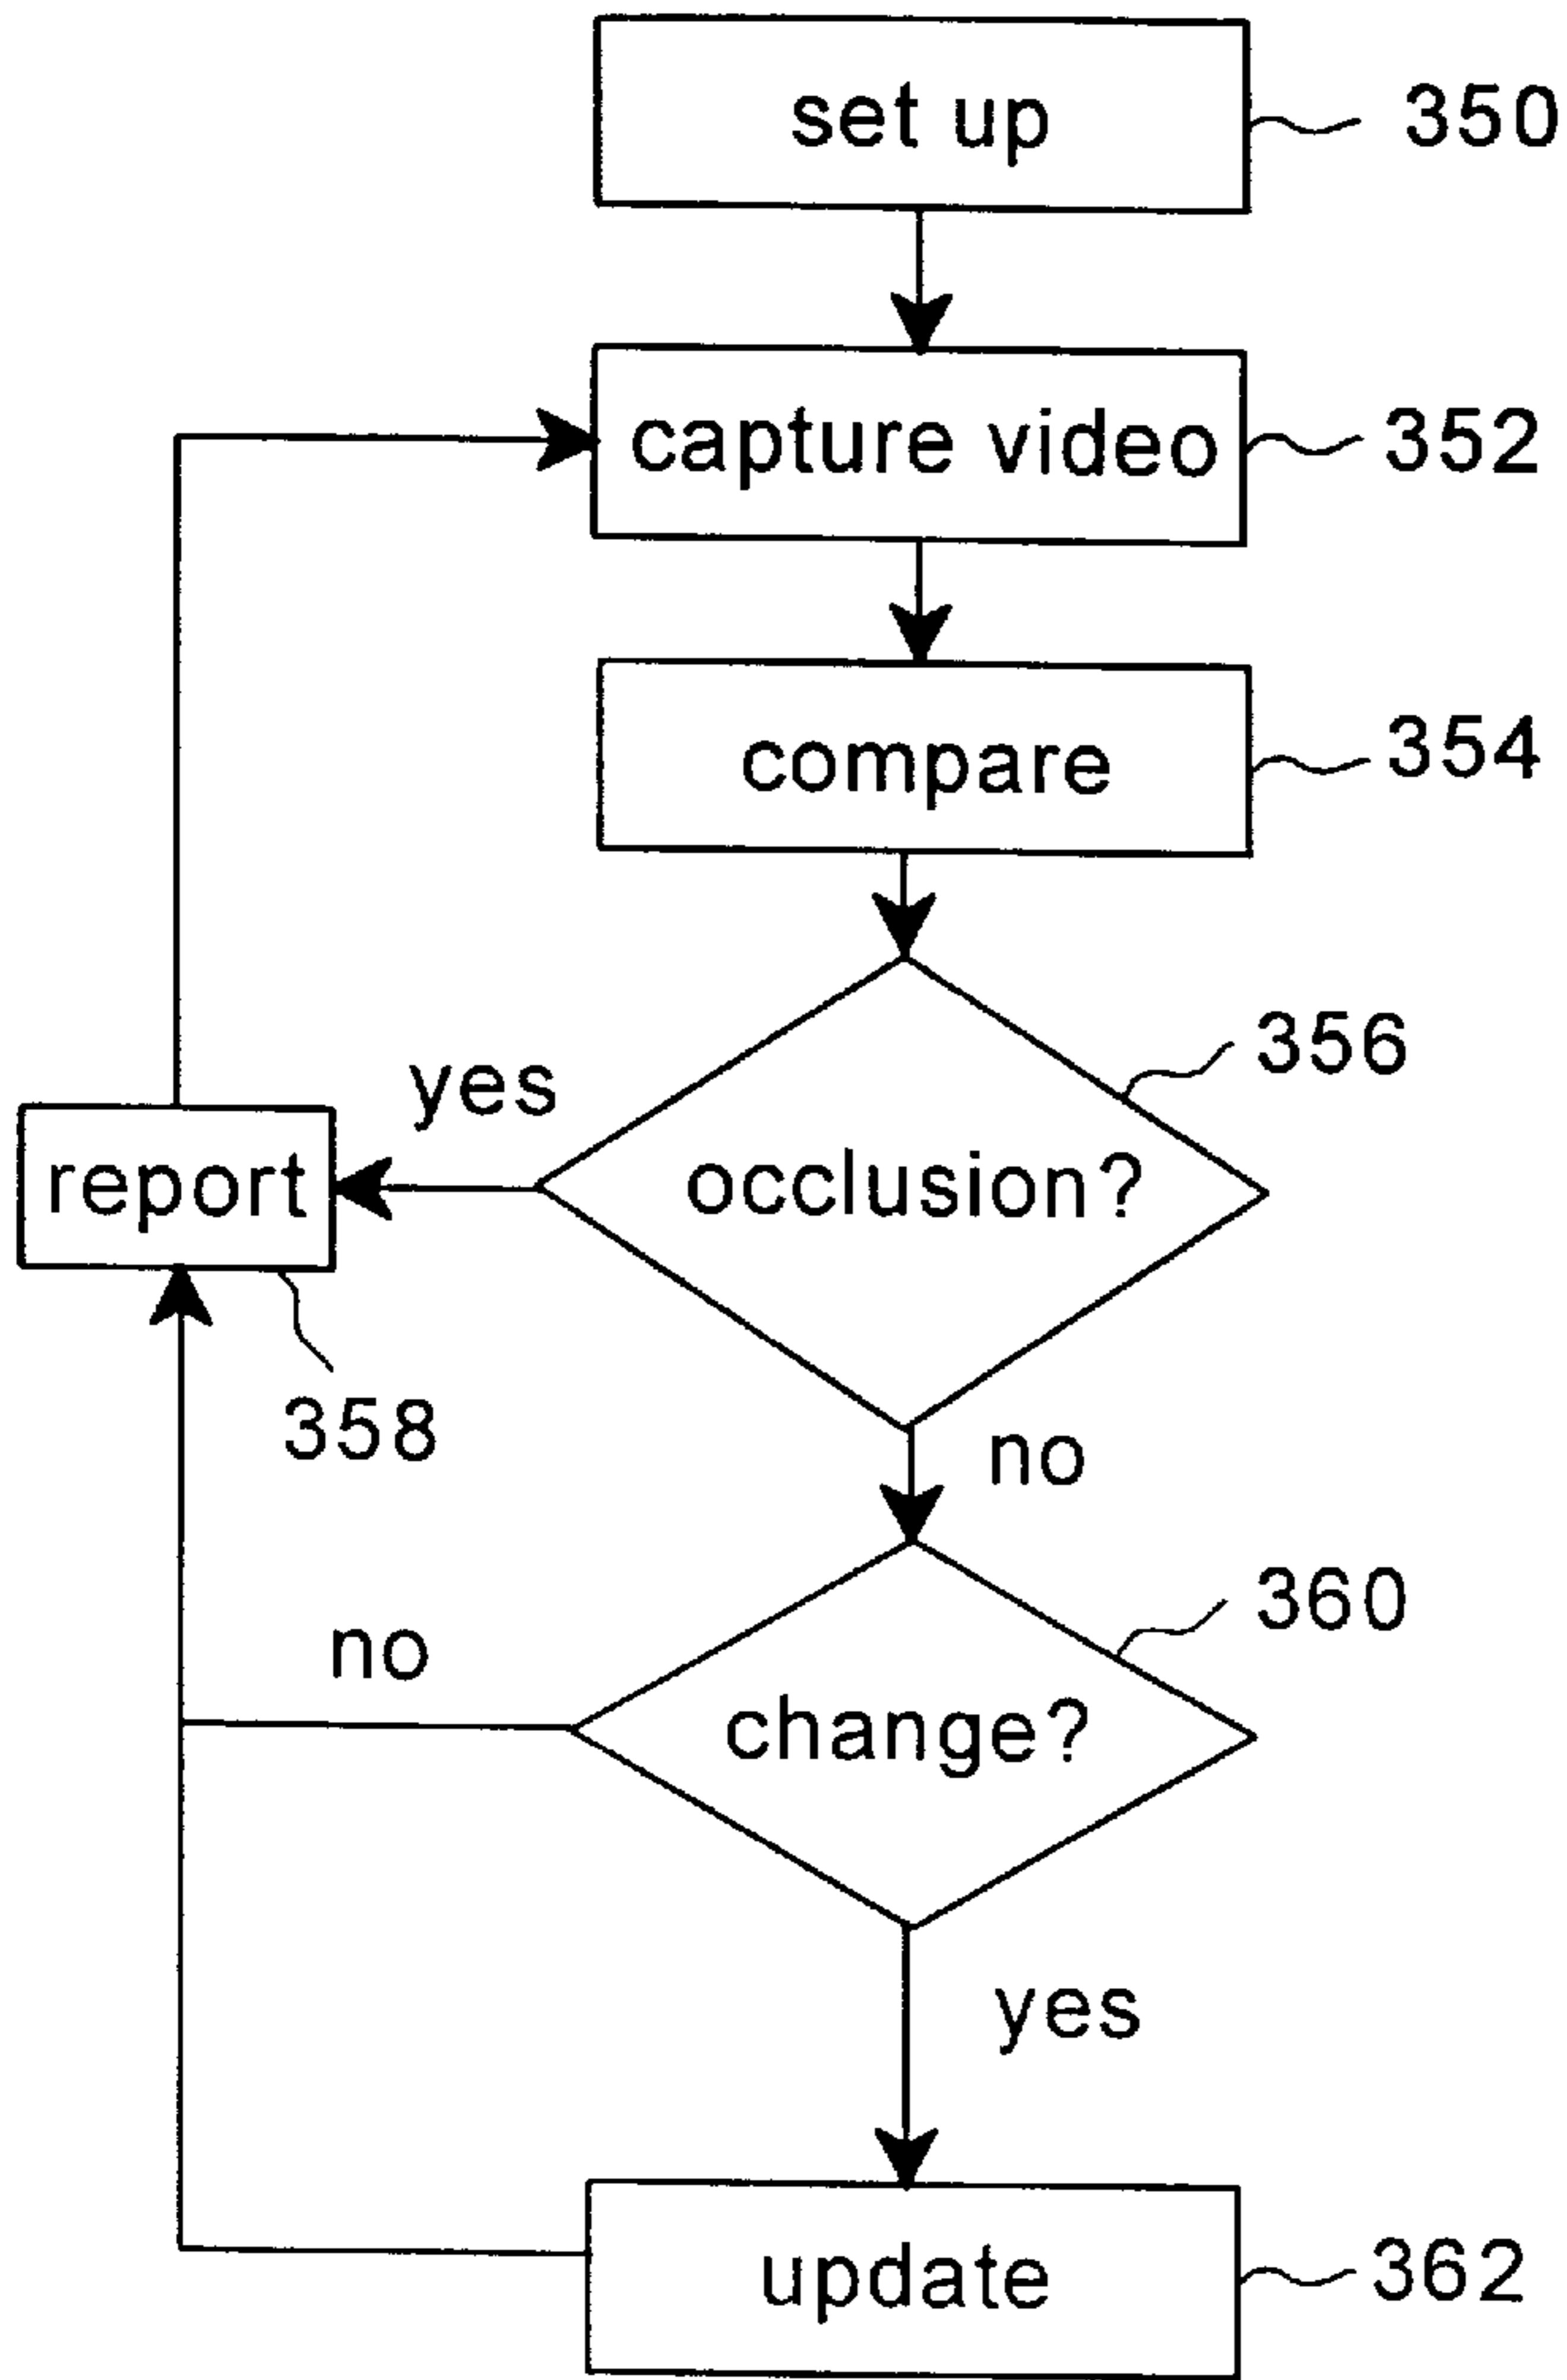 set up
350
capture video
352
compare
354
356
yes
occlusion?
report
358
no
360
no
change?
yes
update
362